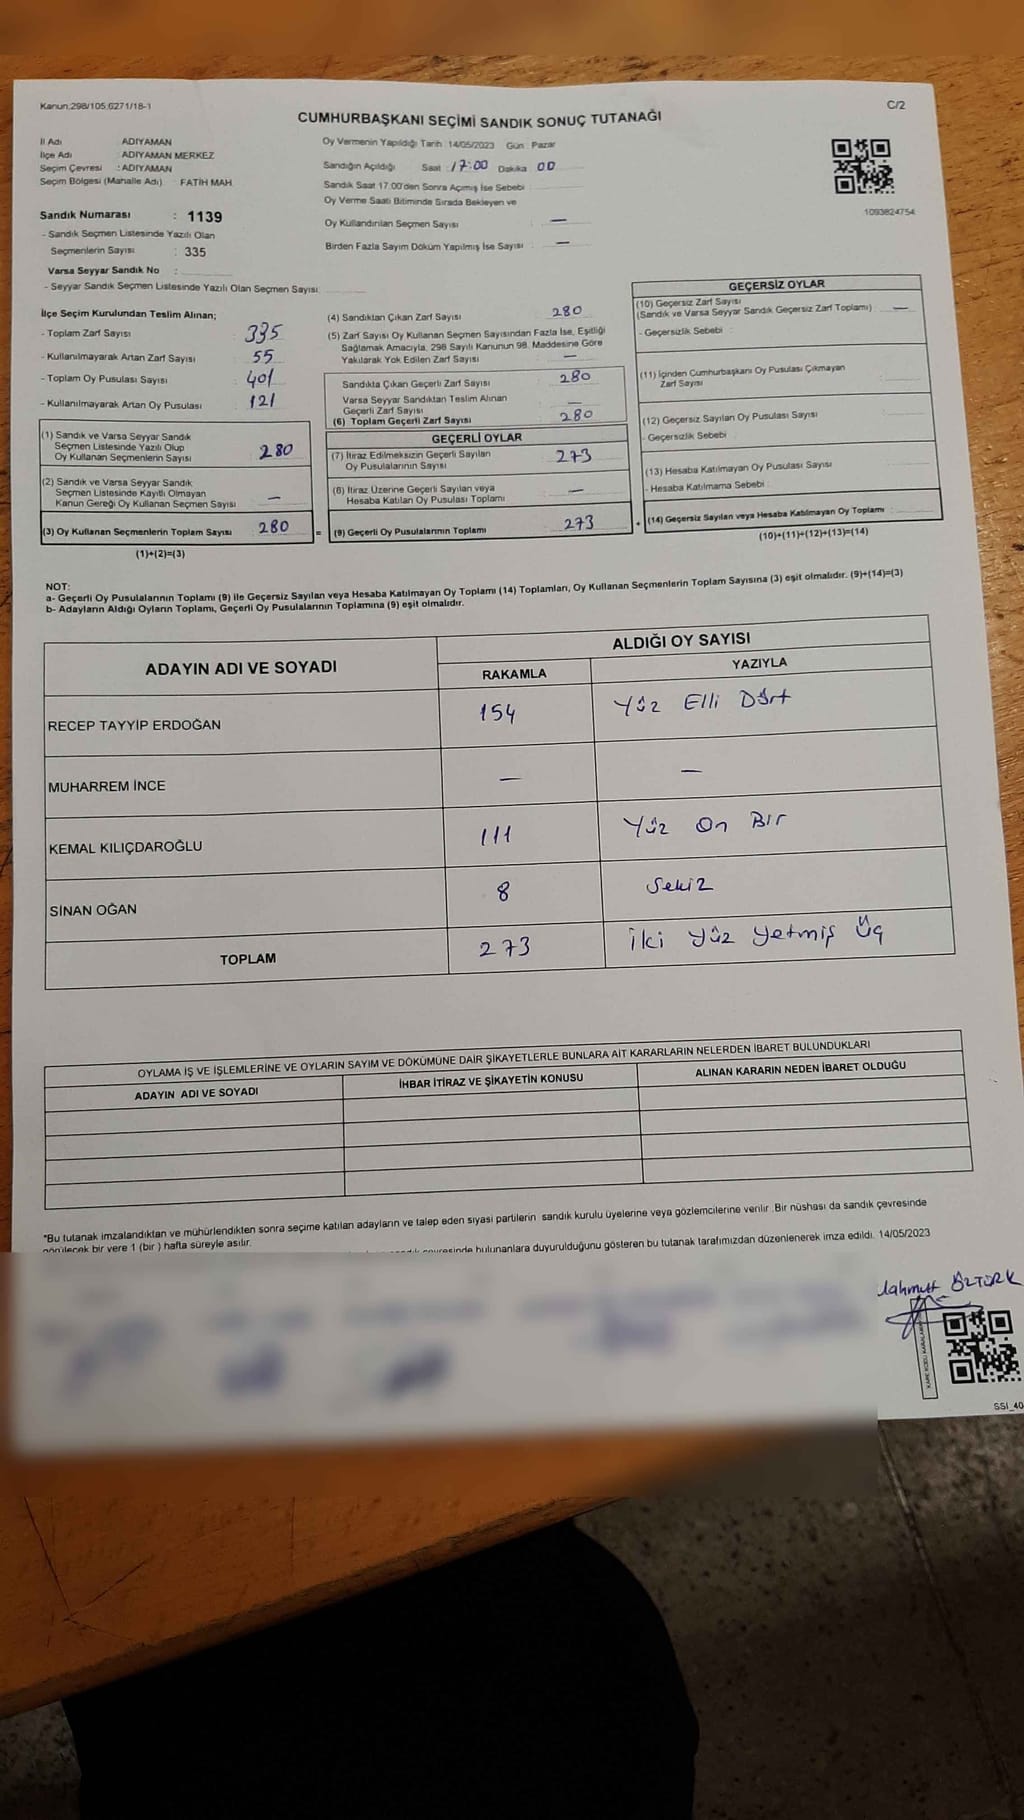 Kanun:298/105,6271/18-1
C/2
CUMHURBAŞKANI SEÇİMİ SANDIK SONUÇ TUTANAĞI
İl Adı ADIYAMAN
İlçe Adı : ADIYAMAN MERKEZ
Seçim Çevresi : ADIYAMAN
Seçim Bölgesi (Mahalle Adı) : FATİH MAH.
Sandık Numarası : 1139
- Sandık Seçmen Listesinde Yazılı Olan
Seçmenlerin Sayısı : 335
Varsa Seyyar Sandık No :
- Seyyar Sandık Seçmen Listesinde Yazılı Olan Seçmen Sayısı:
Oy Vermenin Yapıldığı Tarih : 14/05/2023 Gün : Pazar
Sandığın Açıldığı Saat : 17:00 Dakika 00
Sandık Saat 17.00'den Sonra Açımış İse Sebebi :
Oy Verme Saati Bitiminde Sırada Bekleyen ve
Oy Kullandırılan Seçmen Sayısı : —
Birden Fazla Sayım Döküm Yapılmış İse Sayısı : —
1093824754
İlçe Seçim Kurulundan Teslim Alınan;
- Toplam Zarf Sayısı : 335
- Kullanılmayarak Artan Zarf Sayısı : 55
- Toplam Oy Pusulası Sayısı : 401
- Kullanılmayarak Artan Oy Pusulası : 121
(1) Sandık ve Varsa Seyyar Sandık
Seçmen Listesinde Yazılı Olup
Oy Kullanan Seçmenlerin Sayısı 280
(2) Sandık ve Varsa Seyyar Sandık
Seçmen Listesinde Kayıtlı Olmayan
Kanun Gereği Oy Kullanan Seçmen Sayısı —
(3) Oy Kullanan Seçmenlerin Toplam Sayısı 280 =
(1)+(2)=(3)
(4) Sandıktan Çıkan Zarf Sayısı : 280
(5) Zarf Sayısı Oy Kullanan Seçmen Sayısından Fazla İse, Eşitliği
Sağlamak Amacıyla, 298 Sayılı Kanunun 98. Maddesine Göre
Yakılarak Yok Edilen Zarf Sayısı : —
Sandıkta Çıkan Geçerli Zarf Sayısı : 280
Varsa Seyyar Sandıktan Teslim Alınan
Geçerli Zarf Sayısı : —
(6) Toplam Geçerli Zarf Sayısı : 280
GEÇERLİ OYLAR
(7) İtiraz Edilmeksizin Geçerli Sayılan
Oy Pusulalarının Sayısı : 273
(8) İtiraz Üzerine Geçerli Sayılan veya
Hesaba Katılan Oy Pusulası Toplamı : —
(9) Geçerli Oy Pusulalarının Toplamı : 273 +
GEÇERSİZ OYLAR
(10) Geçersiz Zarf Sayısı
(Sandık ve Varsa Seyyar Sandık Geçersiz Zarf Toplamı) : —
- Geçersizlik Sebebi :
(11) İçinden Cumhurbaşkanı Oy Pusulası Çıkmayan
Zarf Sayısı :
(12) Geçersiz Sayılan Oy Pusulası Sayısı :
- Geçersizlik Sebebi :
(13) Hesaba Katılmayan Oy Pusulası Sayısı :
- Hesaba Katılmama Sebebi :
(14) Geçersiz Sayılan veya Hesaba Katılmayan Oy Toplamı :
(10)+(11)+(12)+(13)=(14)
NOT:
a- Geçerli Oy Pusulalarının Toplamı (9) ile Geçersiz Sayılan veya Hesaba Katılmayan Oy Toplamı (14) Toplamları, Oy Kullanan Seçmenlerin Toplam Sayısına (3) eşit olmalıdır. (9)+(14)=(3)
b- Adayların Aldığı Oyların Toplamı, Geçerli Oy Pusulalarının Toplamına (9) eşit olmalıdır.
ADAYIN ADI VE SOYADI
ALDIĞI OY SAYISI
RAKAMLA YAZIYLA
RECEP TAYYİP ERDOĞAN 154 Yüz Elli Dört
MUHARREM İNCE — —
KEMAL KILIÇDAROĞLU 111 Yüz On Bir
SİNAN OĞAN 8 Sekiz
TOPLAM 273 İki Yüz Yetmiş Üç
OYLAMA İŞ VE İŞLEMLERİNE VE OYLARIN SAYIM VE DÖKÜMÜNE DAİR ŞİKAYETLERLE BUNLARA AİT KARARLARIN NELERDEN İBARET BULUNDUKLARI
ADAYIN ADI VE SOYADI İHBAR İTİRAZ VE ŞİKAYETİN KONUSU ALINAN KARARIN NEDEN İBARET OLDUĞU
*Bu tutanak imzalandıktan ve mühürlendikten sonra seçime katılan adayların ve talep eden siyasi partilerin sandık kurulu üyelerine veya gözlemcilerine verilir .Bir nüshası da sandık çevresinde
görülecek bir yere 1 (bir ) hafta süreyle asılır.
bulunanlara duyurulduğunu gösteren bu tutanak tarafımızdan düzenlenerek imza edildi. 14/05/2023
Mahmut ÖZTÜRK
SSI_40